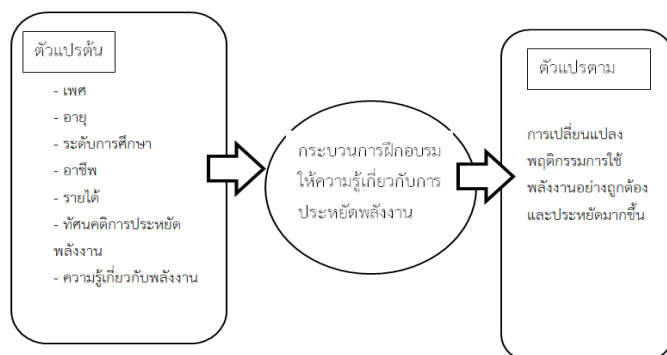 ตัวแปรต้น
- เพศ
- อายุ
- ระดับการศึกษา
- อาชีพ
- รายได้
- ทัศนคติการประหยัด
พลังงาน
- ความรู้เกี่ยวกับพลังงาน
กระบวนการฝึกอบรม
ให้ความรู้เกี่ยวกับการ
ประหยัดพลังงาน
ตัวแปรตาม
การเปลี่ยนแปลง
พฤติกรรมการใช้
พลังงานอย่างถูกต้อง
และประหยัดมากขึ้น